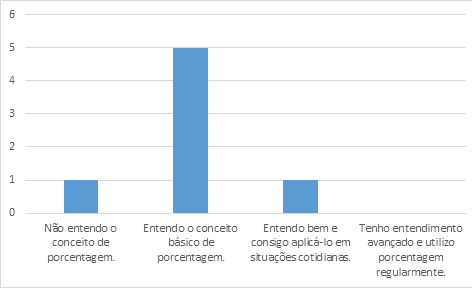 6
5
4
3
2
1
0
Não entendo o
conceito de
porcentagem.
Entendo o conceito
básico de
porcentagem.
Entendo bem e
consigo aplicá-lo em
situações cotidianas.
Tenho entendimento
avançado e utilizo
porcentagem
regularmente.